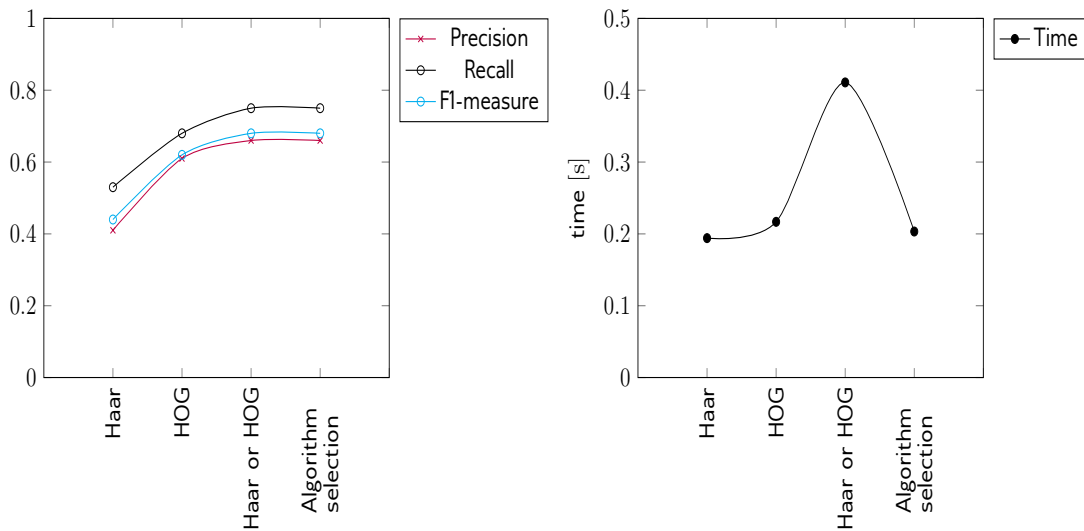 1
0.8
0.6
0.4
0.2
0
Haar
HOG
Haar or HOG
Algorithm
selection
Precision
Recall
F1-measure
time [s]
0.5
0.4
0.3
0.2
0.1
0
Haar
HOG
Haar or HOG
Algorithm
selection
Time